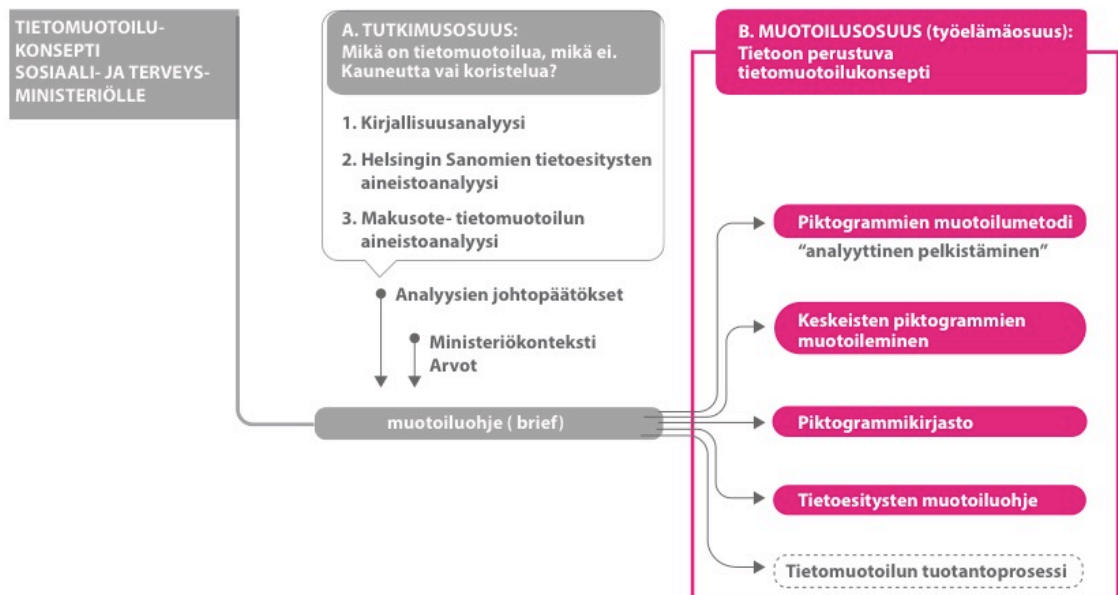 TIETOMUOTOILU-
KONSEPTI
SOSIAALI- JA TERVEYS-
MINISTERIÖLLE
A. TUTKIMUSOSUUS:
Mikä on tietomuotoilua, mikä ei.
Kauneutta vai koristelua?
1. Kirjallisuusanalyysi
2. Helsingin Sanomien tietoesitysten
aineistoanalyysi
3. Makusote- tietomuotoilun
aineistoanalyysi
Analyysien johtopäätökset
Ministeriökonteksti
Arvot
muotoiluohje ( brief)
B. MUOTOILUSOSUUS (työelämäosuus):
Tietoon perustuva
tietomuotoilukonsepti
Piktogrammien muotoilumetodi
“analyyttinen pelkistäminen”
Keskeisten piktogrammien
muotoileminen
Piktogrammikirjasto
Tietoesitysten muotoiluohje
Tietomuotoilun tuotantoprosessi